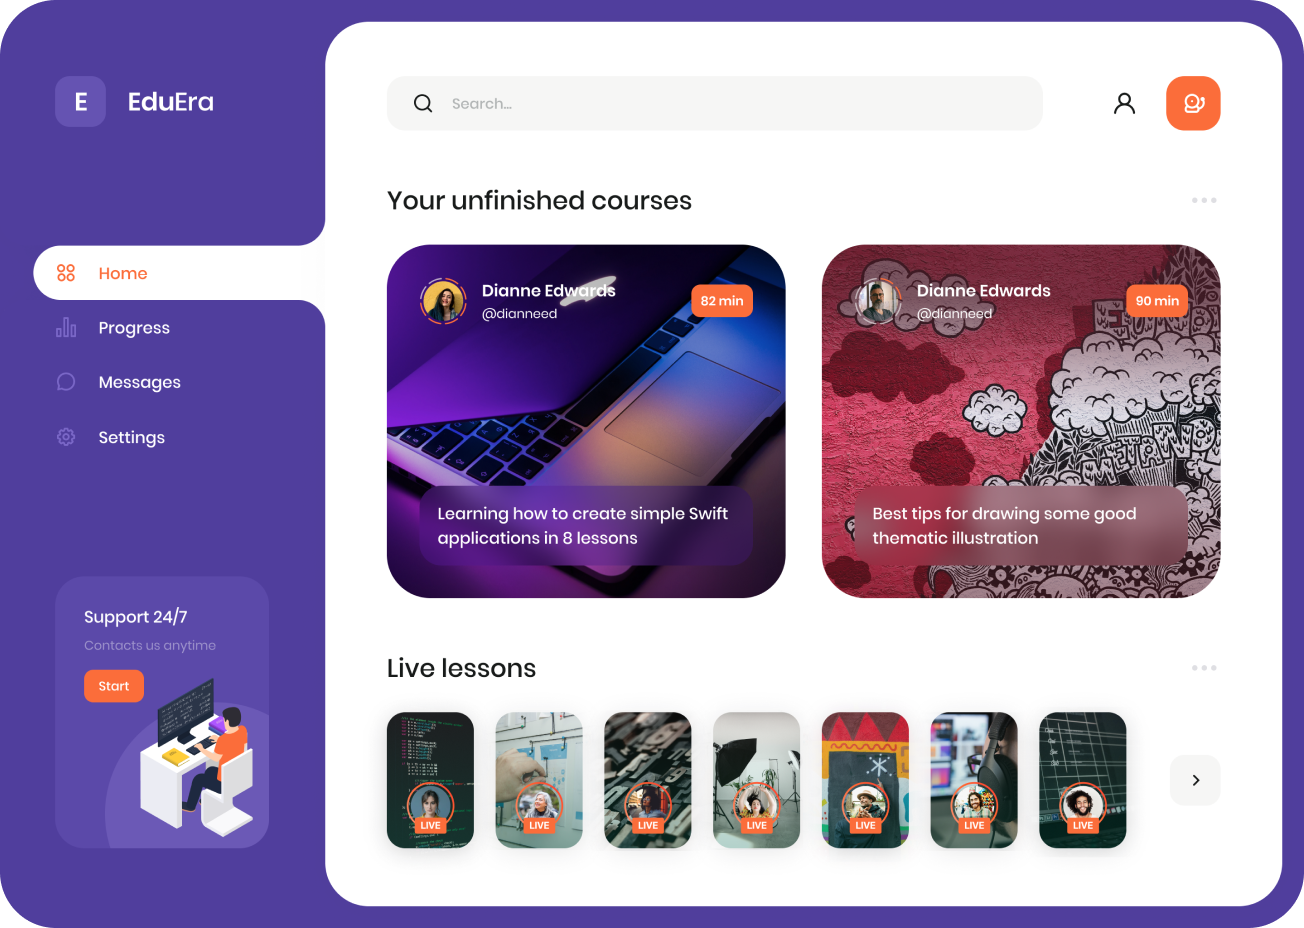 E
EduEra
Search...
Home
Progress
Messages
Settings
Support 24/7
Contacts us anytime
Start
Your unfinished courses
Dianne Edwards
@dianneed
82 min
Learning how to create simple Swift
applications in 8 lessons
Dianne Edwards
@dianneed
90 min
Best tips for drawing some good
thematic illustration
Live lessons
LIVE
LIVE
LIVE
LIVE
LIVE
LIVE
LIVE